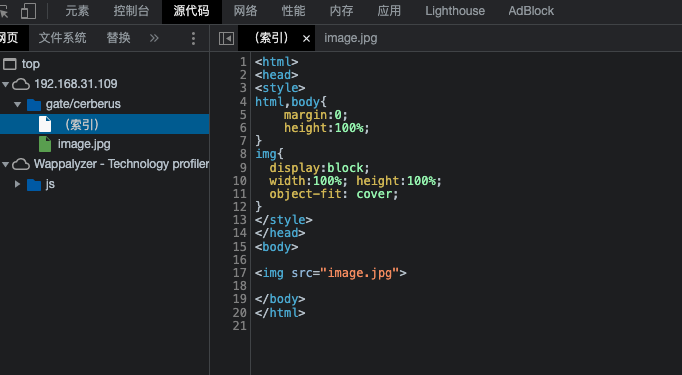 元素 控制台 源代码 网络 性能 内存 应用 Lighthouse AdBlock
网页 文件系统 替换 »
(索引) × image.jpg
top
192.168.31.109
gate/cerberus
(索引)
image.jpg
Wappalyzer - Technology profiler
js
1 <html>
2 <head>
3 <style>
4 html,body{
5 margin:0;
6 height:100%;
7 }
8 img{
9 display:block;
10 width:100%; height:100%;
11 object-fit: cover;
12 }
13 </style>
14 </head>
15 <body>
16
17 <img src="image.jpg">
18
19 </body>
20 </html>
21